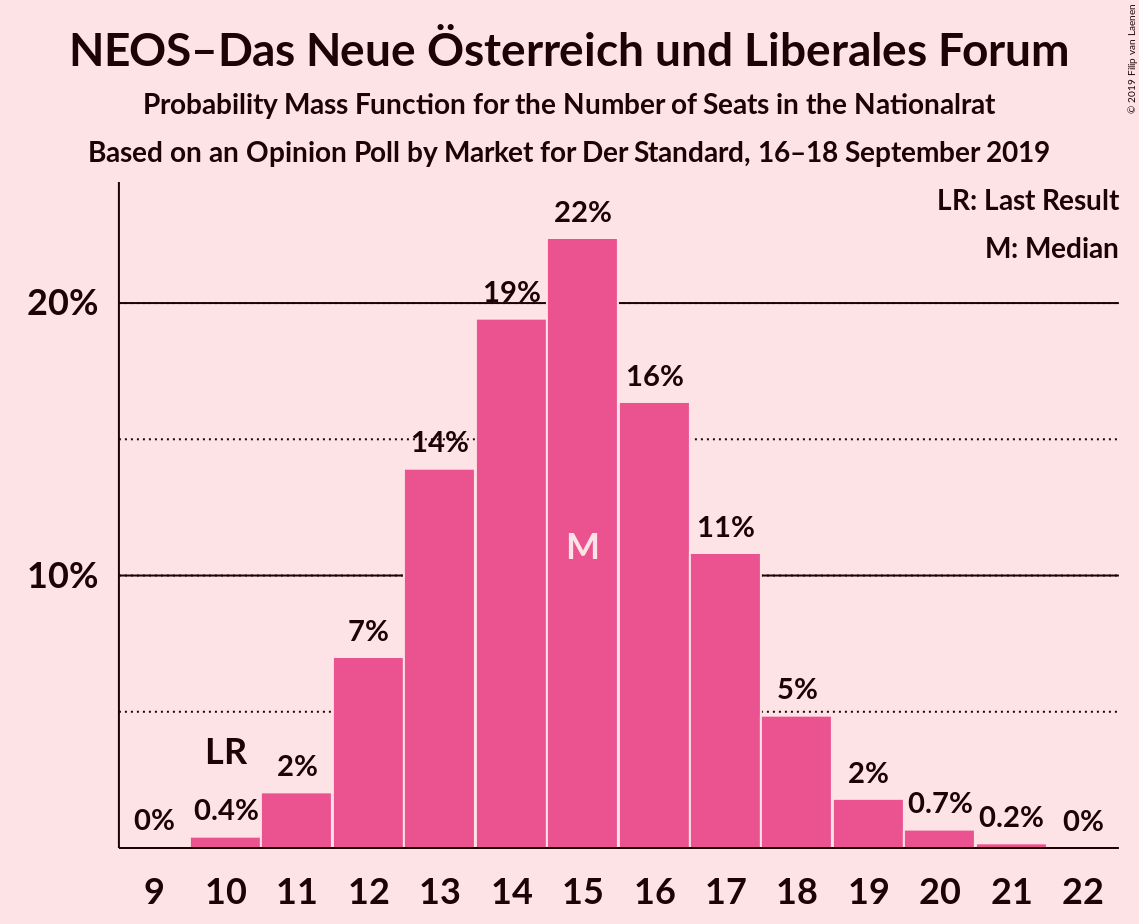 NEOS–Das Neue Österreich und Liberales Forum
Probability Mass Function for the Number of Seats in the Nationalrat
Based on an Opinion Poll by Market for Der Standard, 16–18 September 2019
© 2019 Filip van Laenen
LR: Last Result
M: Median
22%
20%
19%
16%
14%
11%
M
10%
7%
5%
LR
2%
2%
0%
0.4%
0.7%
0.2%
0%
9 10 11 12 13 14 15 16 17 18 19 20 21 22